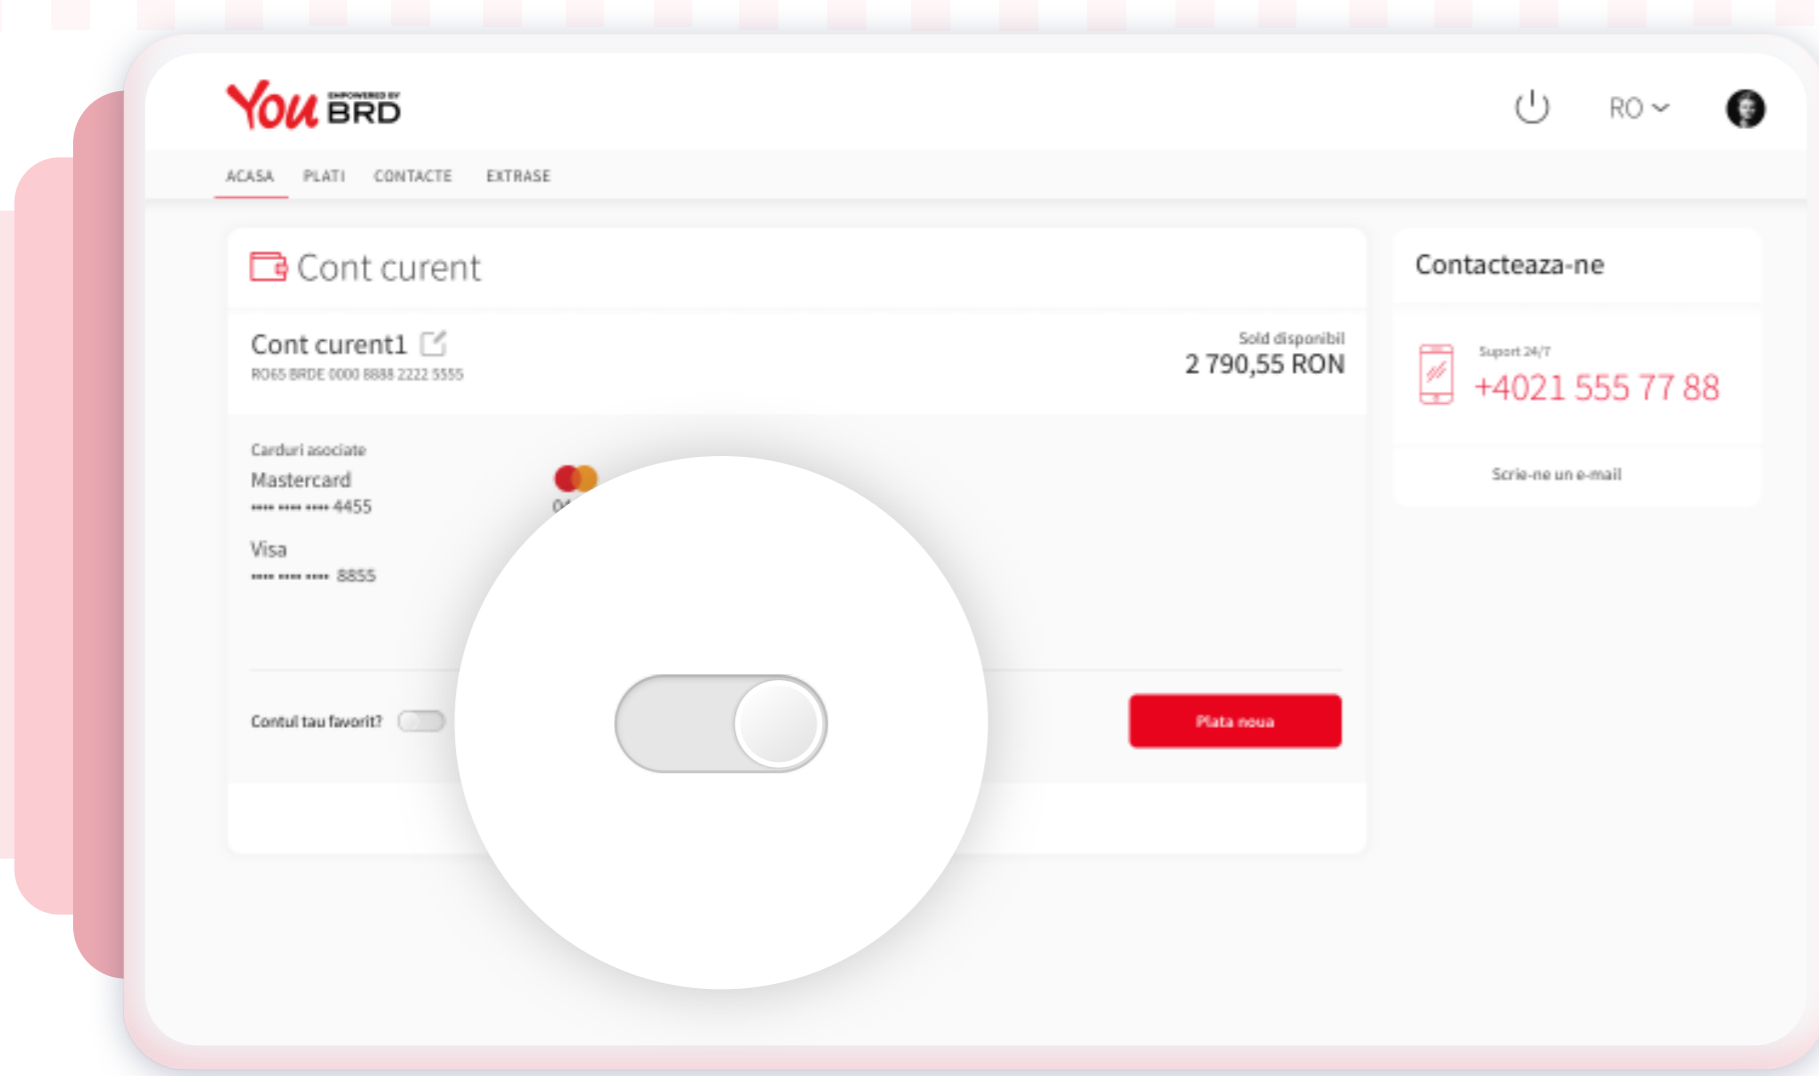 You EMPOWERED BY
BRD
RO
ACASA PLATI CONTACTE EXTRASE
Cont curent
Cont curent1
RO65 BRDE 0000 8888 2222 5555
Sold disponibil
2 790,55 RON
Carduri asociate
Mastercard
•••• •••• •••• 4455
Visa
•••• •••• •••• 8855
Contul tau favorit?
Plata noua
Contacteaza-ne
Suport 24/7
+4021 555 77 88
Scrie-ne un e-mail